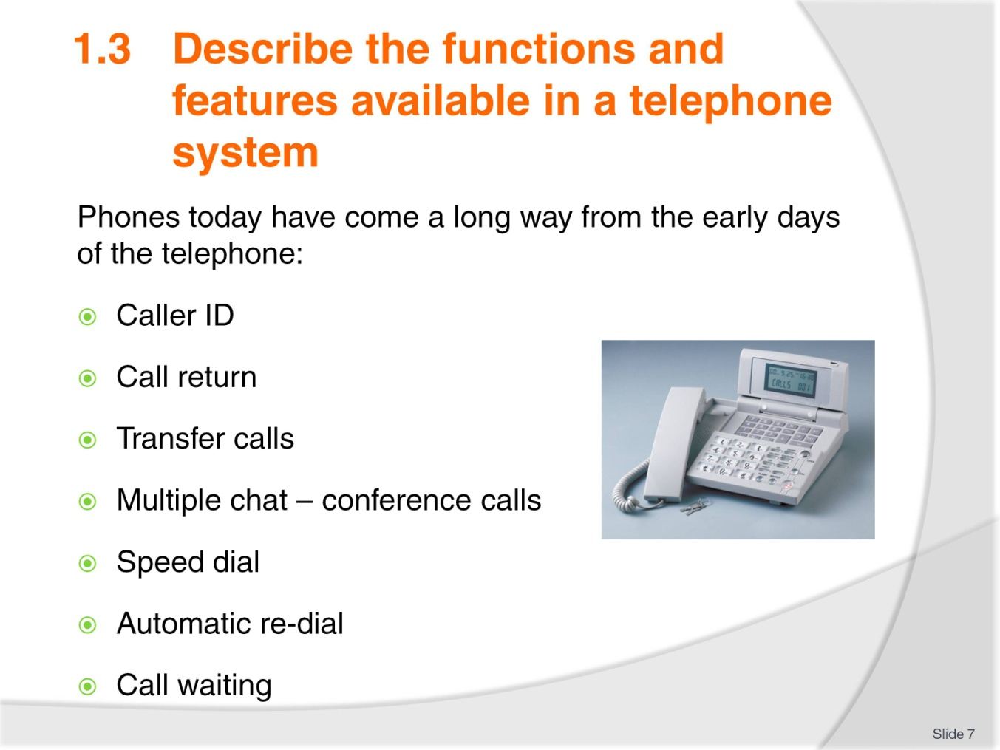 1.3 Describe the functions and
features available in a telephone
system
Phones today have come a long way from the early days
of the telephone:
Caller ID
Call return
Transfer calls
Multiple chat – conference calls
Speed dial
Automatic re-dial
Call waiting
CALLS 001
Slide 7